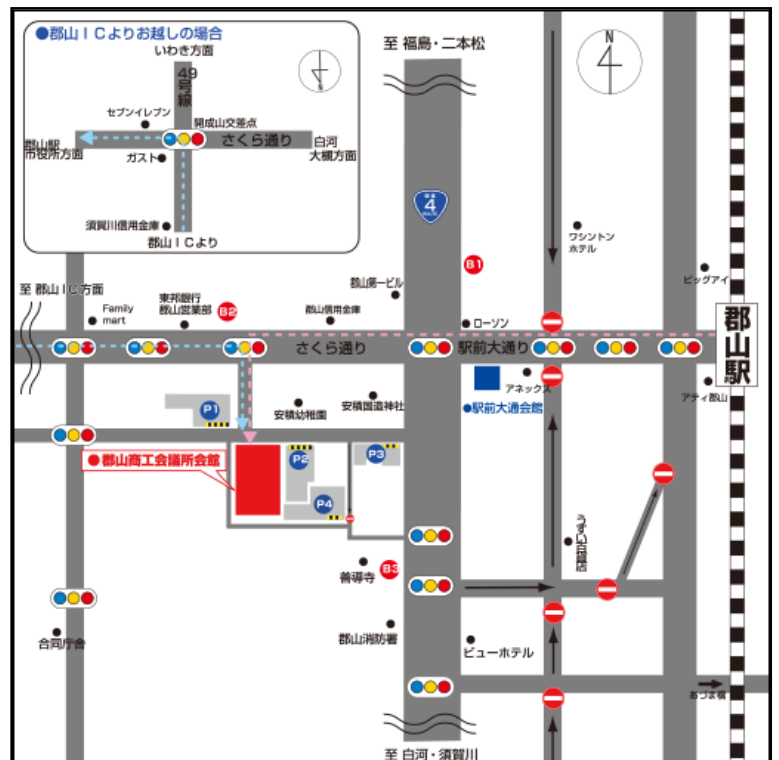 ●郡山ＩＣよりお越しの場合
いわき方面
49号線
セブンイレブン
開成山交差点
郡山駅
市役所方面
さくら通り
白河
大槻方面
ガスト
須賀川信用金庫
郡山ＩＣより
N
至 福島・二本松
N
4
ワシントン
ホテル
B1
ビッグアイ
至 郡山ＩＣ方面
Family
mart
東邦銀行
郡山営業部
B2
郡山第一ビル
郡山信用金庫
ローソン
郡山駅
さくら通り
駅前大通り
アネックス
●駅前大通会館
アティ郡山
P1
安積幼稚園
安積国造神社
●郡山商工会議所会館
P2
P3
P4
うすい百貨店
善導寺
B3
合同庁舎
郡山消防署
ビューホテル
あづま橋
至 白河・須賀川